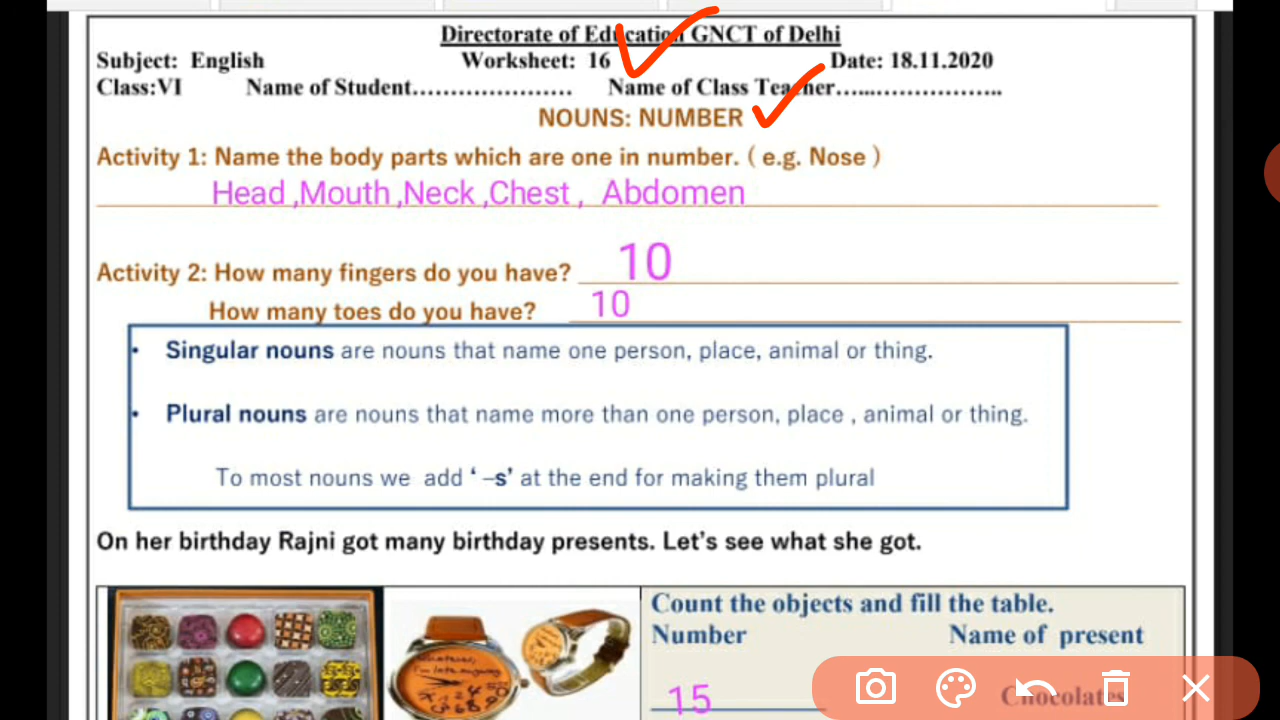 Directorate of Education GNCT of Delhi
Subject: English Worksheet: 16 Date: 18.11.2020
Class:VI Name of Student..................... Name of Class Teacher........................
NOUNS: NUMBER
Activity 1: Name the body parts which are one in number. ( e.g. Nose )
Head ,Mouth ,Neck ,Chest , Abdomen
Activity 2: How many fingers do you have? 10
How many toes do you have? 10
• Singular nouns are nouns that name one person, place, animal or thing.
• Plural nouns are nouns that name more than one person, place , animal or thing.
To most nouns we add ‘ –s’ at the end for making them plural
On her birthday Rajni got many birthday presents. Let’s see what she got.
Count the objects and fill the table.
Number Name of present
15 Chocolates